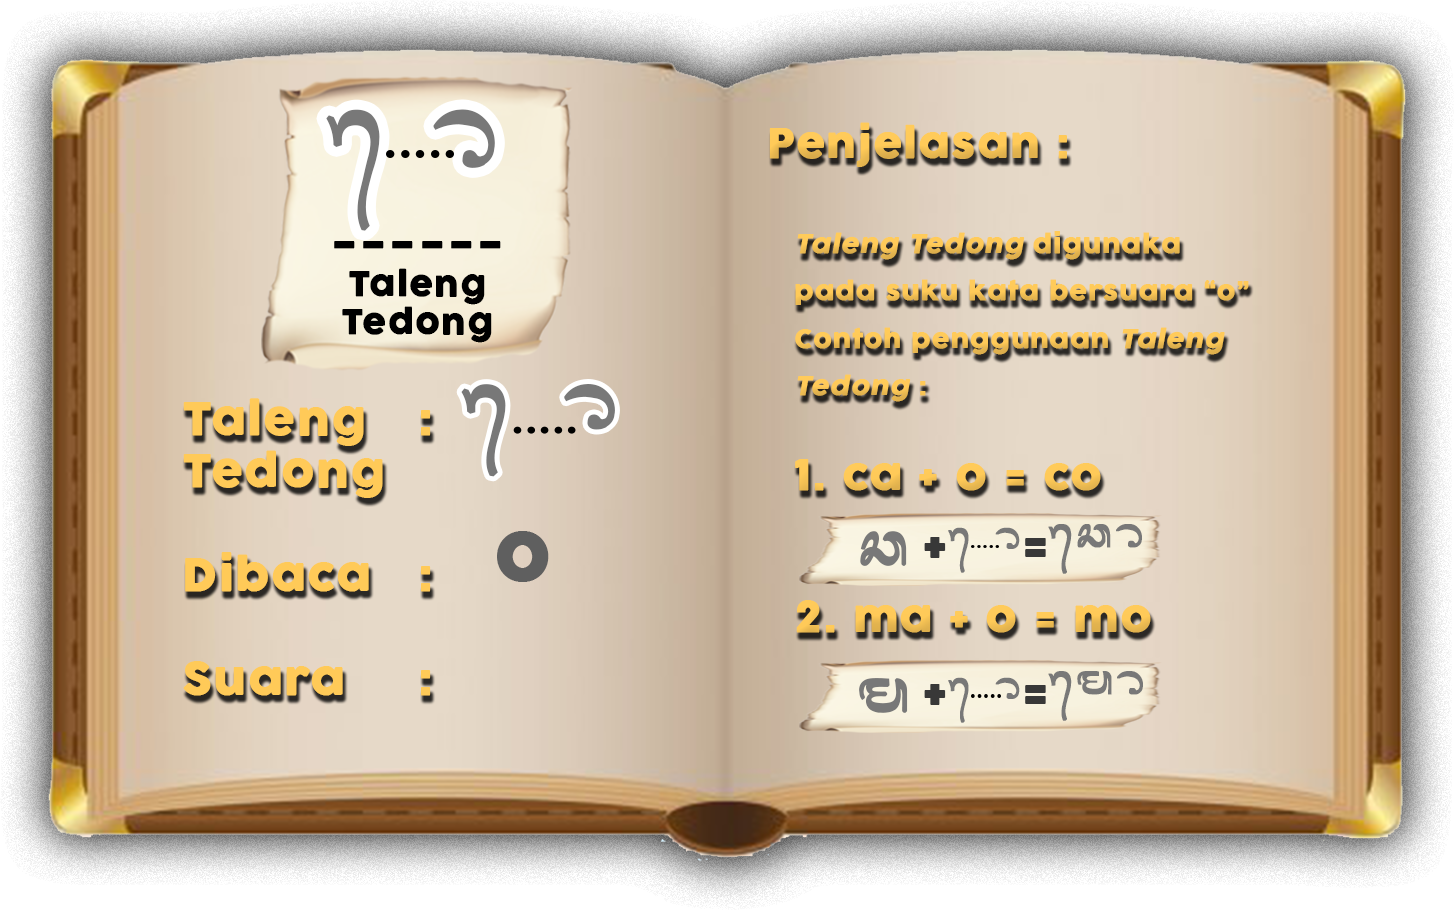 ᬾ.....ᬵ
------
Taleng
Tedong
Taleng : ᬾ.....ᬵ
Tedong
Dibaca : o
Suara :
Penjelasan :
Taleng Tedong digunaka
pada suku kata bersuara "o"
Contoh penggunaan Taleng
Tedong :
1. ca + o = co
ᬘ + ᬾ.....ᬵ = ᬘᭀ
2. ma + o = mo
ᬫ + ᬾ.....ᬵ = ᬫᭀ